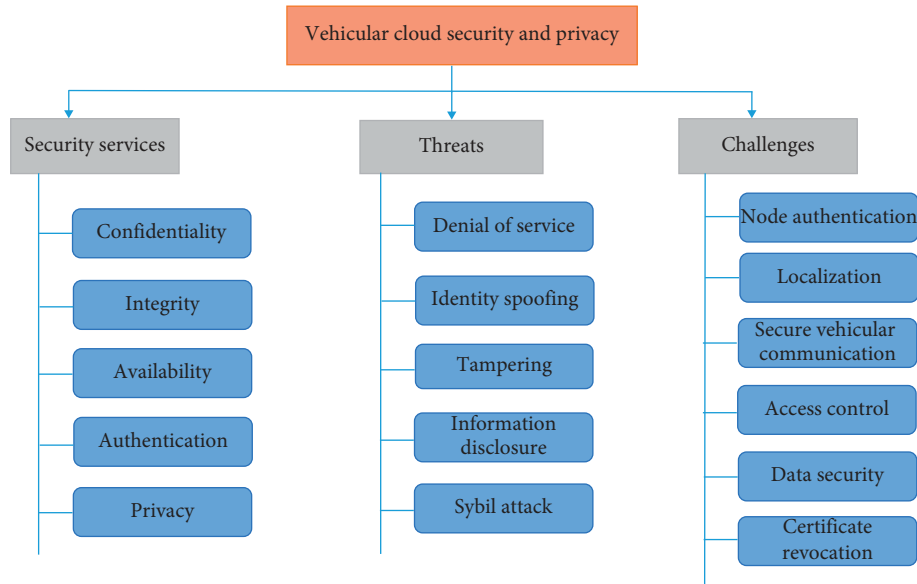 Vehicular cloud security and privacy
Security services
Confidentiality
Integrity
Availability
Authentication
Privacy
Threats
Denial of service
Identity spoofing
Tampering
Information
disclosure
Sybil attack
Challenges
Node authentication
Localization
Secure vehicular
communication
Access control
Data security
Certificate
revocation